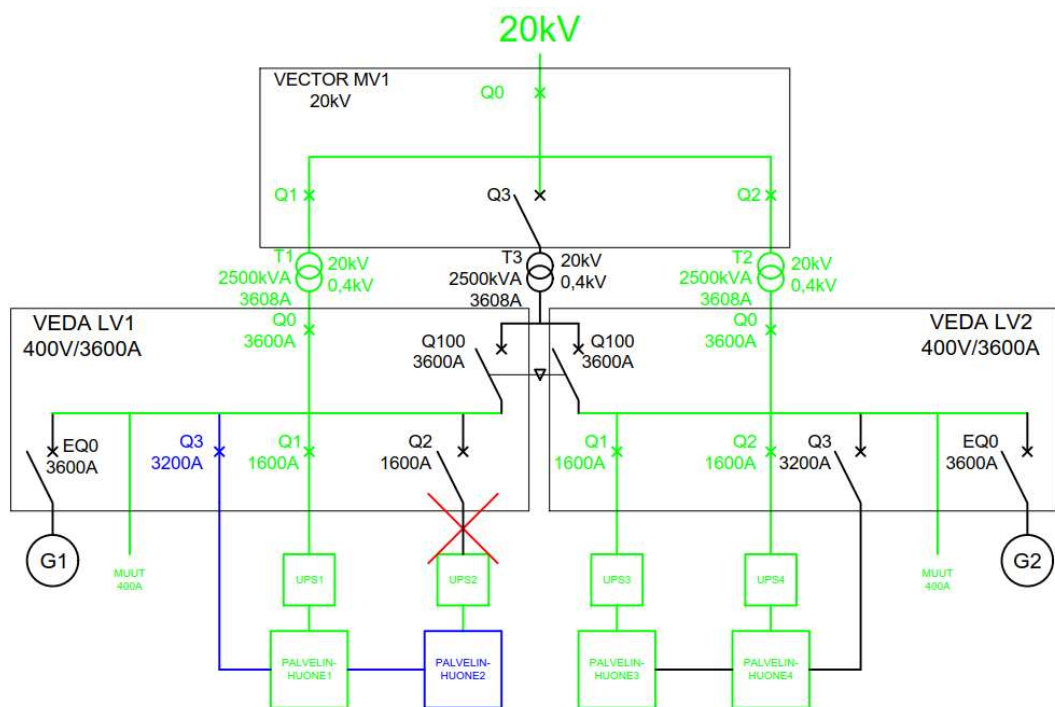 20kV
VECTOR MV1
20kV
Q0
Q1
Q3
Q2
T1
2500kVA
3608A
20kV
0,4kV
T3
2500kVA
3608A
20kV
0,4kV
T2
2500kVA
3608A
20kV
0,4kV
VEDA LV1
400V/3600A
Q0
3600A
Q100
3600A
Q100
3600A
Q0
3600A
VEDA LV2
400V/3600A
EQ0
3600A
Q3
3200A
Q1
1600A
Q2
1600A
Q1
1600A
Q2
1600A
Q3
3200A
EQ0
3600A
G1
MUUT
400A
UPS1
UPS2
UPS3
UPS4
MUUT
400A
G2
PALVELIN-
HUONE1
PALVELIN-
HUONE2
PALVELIN-
HUONE3
PALVELIN-
HUONE4